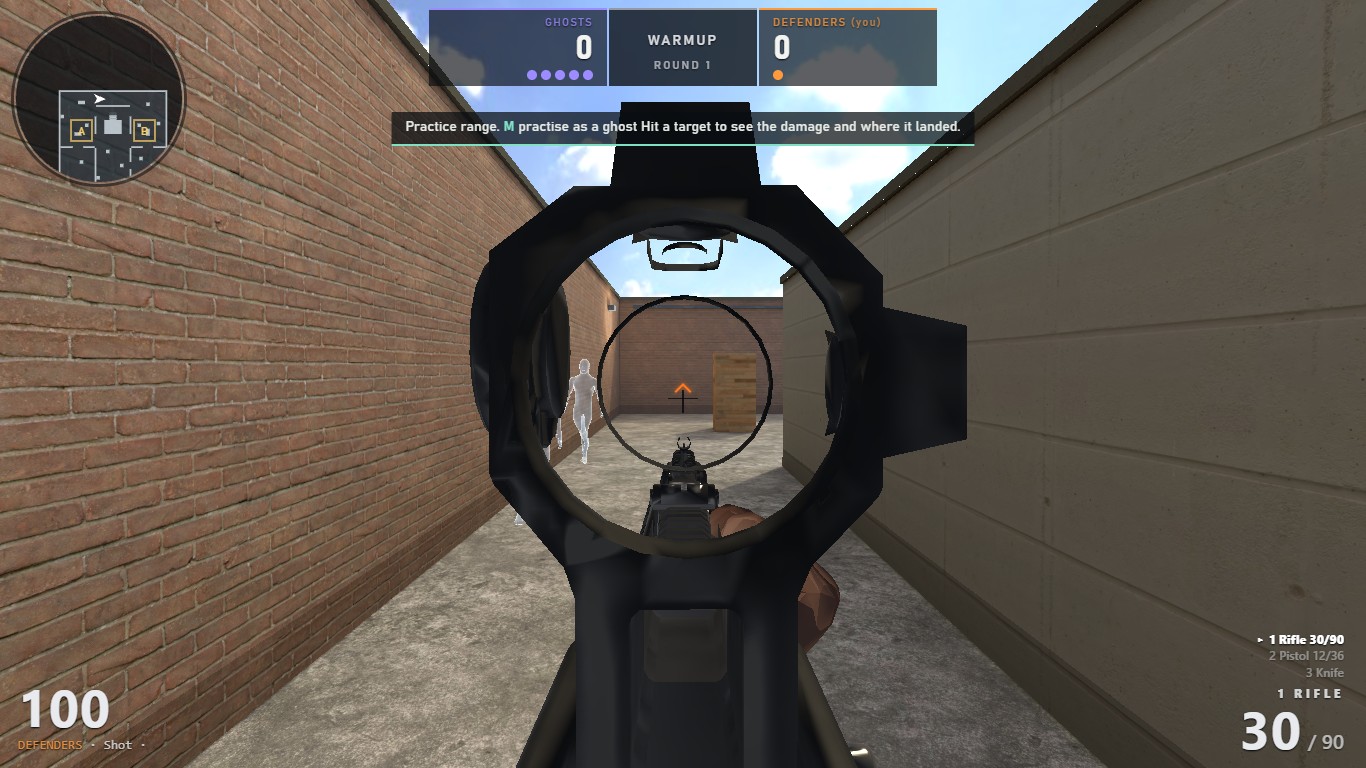 GHOSTS
0
WARMUP
ROUND 1
DEFENDERS (you)
0
Practice range. M practise as a ghost Hit a target to see the damage and where it landed.
A
B
▸ 1 Rifle 30/90
2 Pistol 12/36
3 Knife
1 RIFLE
30 / 90
100
DEFENDERS · Shot ·